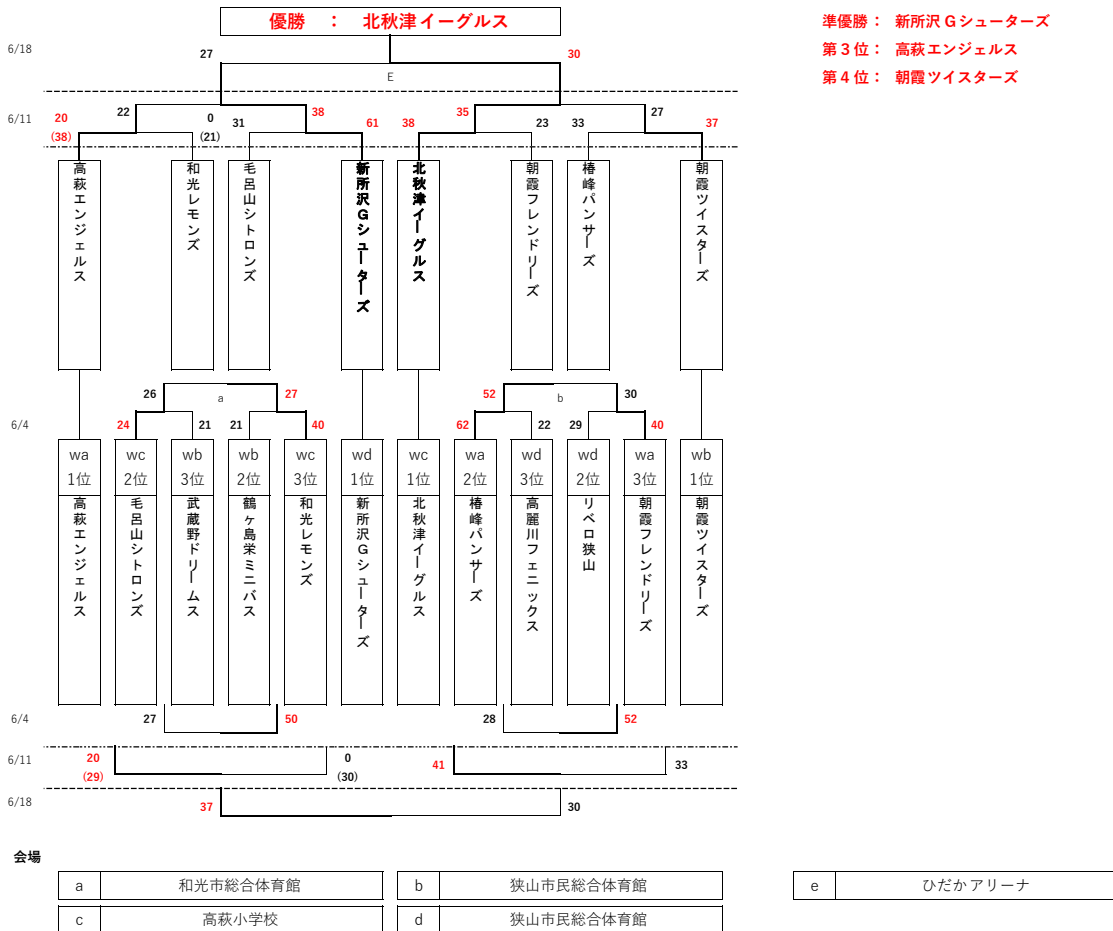 優勝 : 北秋津イーグルス
準優勝: 新所沢Gシューターズ
第3位: 高萩エンジェルス
第4位: 朝霞ツイスターズ
6/18
27
30
E
6/11
20
(38)
22
0
(21)
31
38
61
38
35
23
33
27
37
高萩エンジェルス
和光レモンズ
毛呂山シトロンズ
新所沢Gシューターズ
北秋津イーグルス
朝霞フレンドリーズ
椿峰パンサーズ
朝霞ツイスターズ
26
a
27
52
b
30
6/4
24
21
21
40
62
22
29
40
wa
wc
wb
wb
wc
wd
wc
wa
wd
wd
wa
wb
1位
2位
3位
2位
3位
1位
1位
2位
3位
2位
3位
1位
高萩エンジェルス
毛呂山シトロンズ
武蔵野ドリームス
鶴ヶ島栄ミニバス
和光レモンズ
新所沢Gシューターズ
北秋津イーグルス
椿峰パンサーズ
高麗川フェニックス
リベロ狭山
朝霞フレンドリーズ
朝霞ツイスターズ
6/4
27
50
28
52
6/11
20
(29)
0
(30)
41
33
6/18
37
30
会場
a 和光市総合体育館
b 狭山市民総合体育館
e ひだかアリーナ
c 高萩小学校
d 狭山市民総合体育館